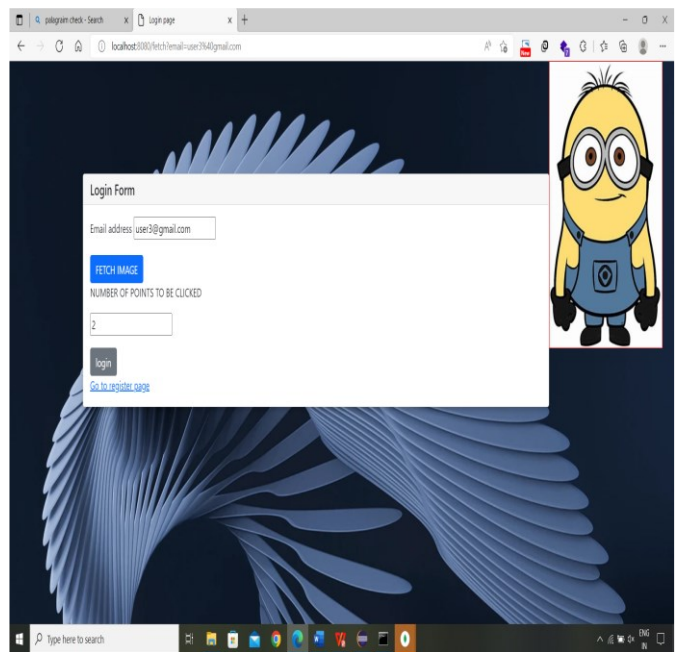 palagraim check - Search
Login page
localhost:8080/fetch?email=user3%40gmail.com
New
Login Form
Email address user3@gmail.com
FETCH IMAGE
NUMBER OF POINTS TO BE CLICKED
2
login
Go to register page
Type here to search
ENG
IN